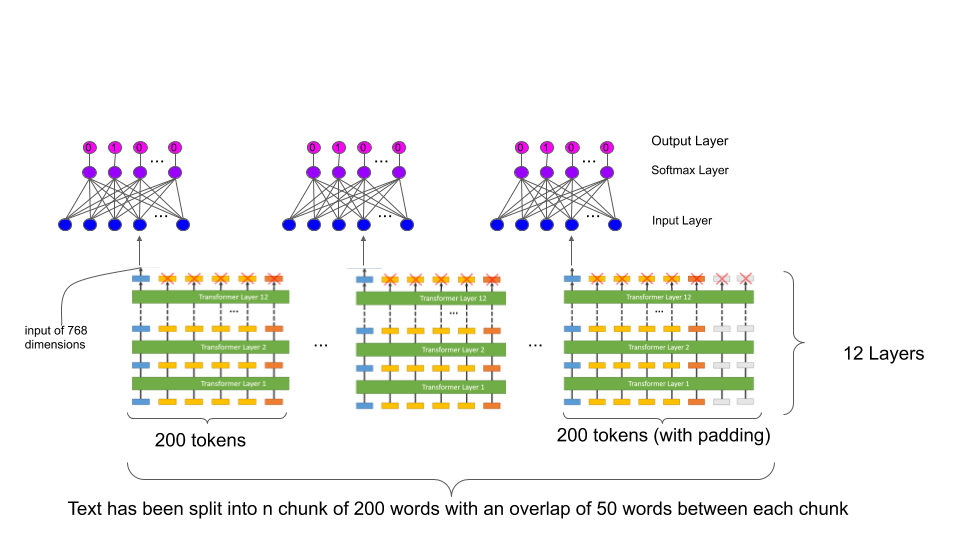 0 1 0 0
...
0 1 0 0
...
0 1 0 0
...
Output Layer
Softmax Layer
Input Layer
...
...
...
Transformer Layer 12
Transformer Layer 12
Transformer Layer 12
...
...
...
input of 768
dimensions
Transformer Layer 2
Transformer Layer 2
Transformer Layer 2
...
...
12 Layers
Transformer Layer 1
Transformer Layer 1
Transformer Layer 1
200 tokens
200 tokens (with padding)
Text has been split into n chunk of 200 words with an overlap of 50 words between each chunk